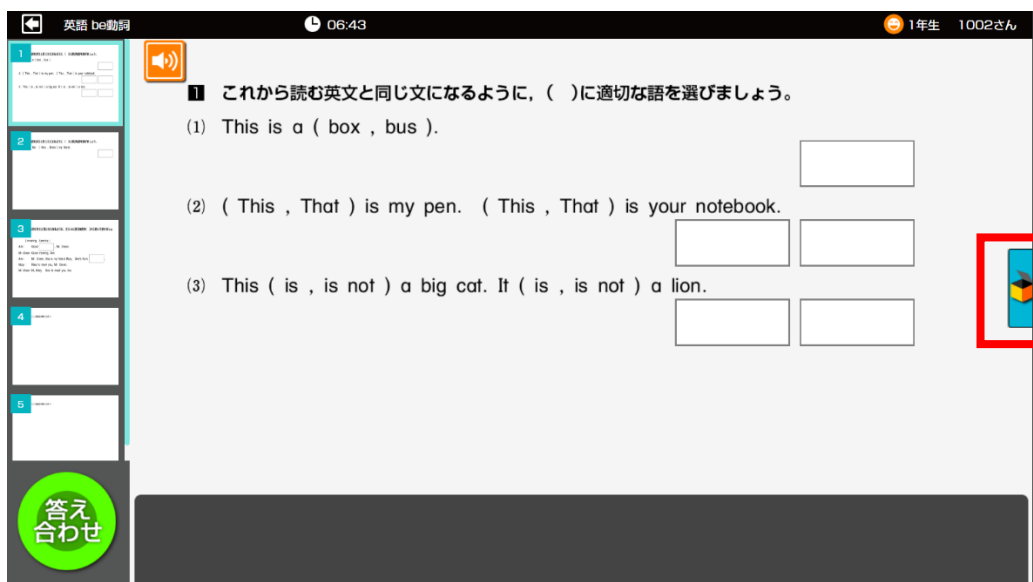 英語 be動詞
06:43
1年生 1002さん
1
2
3
4
5
1 これから読む英文と同じ文になるように，（ ）に適切な語を選びましょう。
(1) This is a ( box , bus ).
(2) ( This , That ) is my pen. ( This , That ) is your notebook.
(3) This ( is , is not ) a big cat. It ( is , is not ) a lion.
答え
合わせ